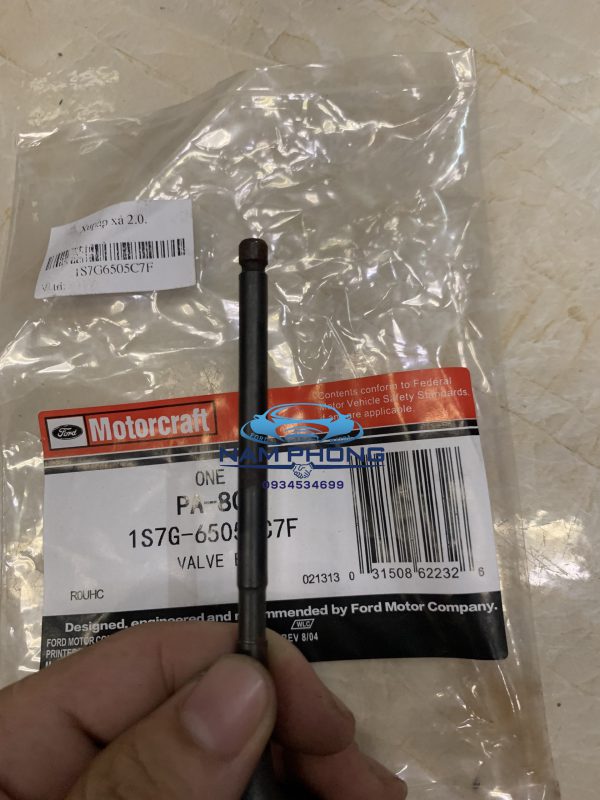 xupáp xả 2.0.
1S7G6505C7F
Ford
Motorcraft
Contents conform to Federal
Motor Vehicle Safety Standards.
are applicable.
NAM PHONG
0934534699
ONE
PA-80
1S7G-6505 C7F
VALVE
021313 0 31508 62232 6
R0UHC
Designed, engineered and recommended by Ford Motor Company.
WLC
FORD MOTOR
REV 8/04